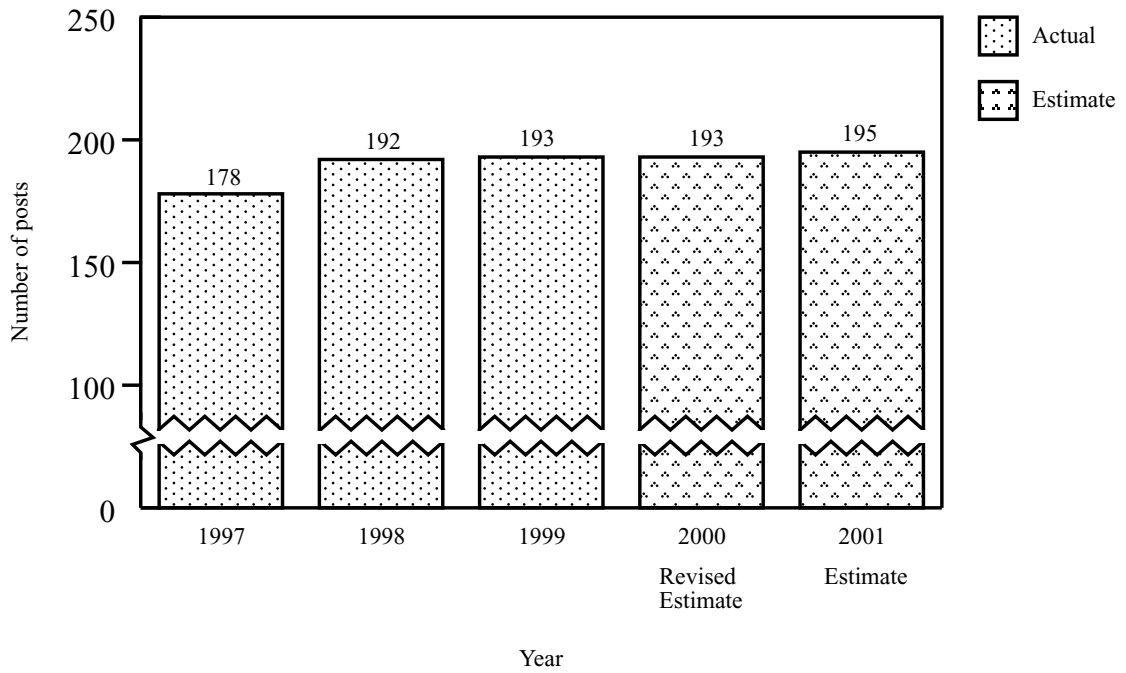 250
200
150
100
0
Number of posts
178
192
193
193
195
1997
1998
1999
2000
2001
Revised
Estimate
Estimate
Year
Actual
Estimate